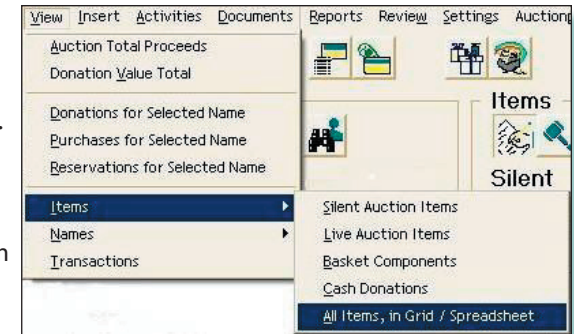 View Insert Activities Documents Reports Review Settings Auction
Auction Total Proceeds
Donation Value Total
Donations for Selected Name
Purchases for Selected Name
Reservations for Selected Name
Items
Names
Transactions
Items
Silent
Silent Auction Items
Live Auction Items
Basket Components
Cash Donations
All Items, in Grid / Spreadsheet